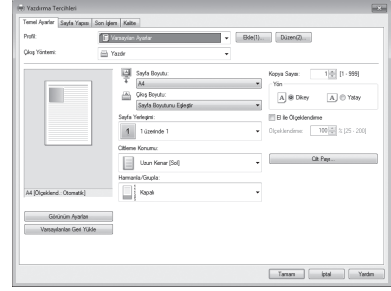 Yazdırma Tercihleri
Temel Ayarlar Sayfa Yapısı Son İşlem Kalite
Profil: Varsayılan Ayarlar Ekle(1)... Düzen(2)...
Çıkış Yöntemi: Yazdır
Sayfa Boyutu: Kopya Sayısı: 1 [1 - 999]
A4 Yön
Çıkış Boyutu: A Dikey A Yatay
Sayfa Boyutunu Eşleştir
Sayfa Yerleşimi: El ile Ölçeklendirme
1 1 üzerinde 1 Ölçeklendirme: 100 % [25 - 200]
Ciltleme Konumu:
Uzun Kenar [Sol] Cilt Payı...
Harmanla/Grupla:
Kapalı
A4 [Ölçeklend.: Otomatik]
Görünüm Ayarları
Varsayılanları Geri Yükle
Tamam İptal Yardım